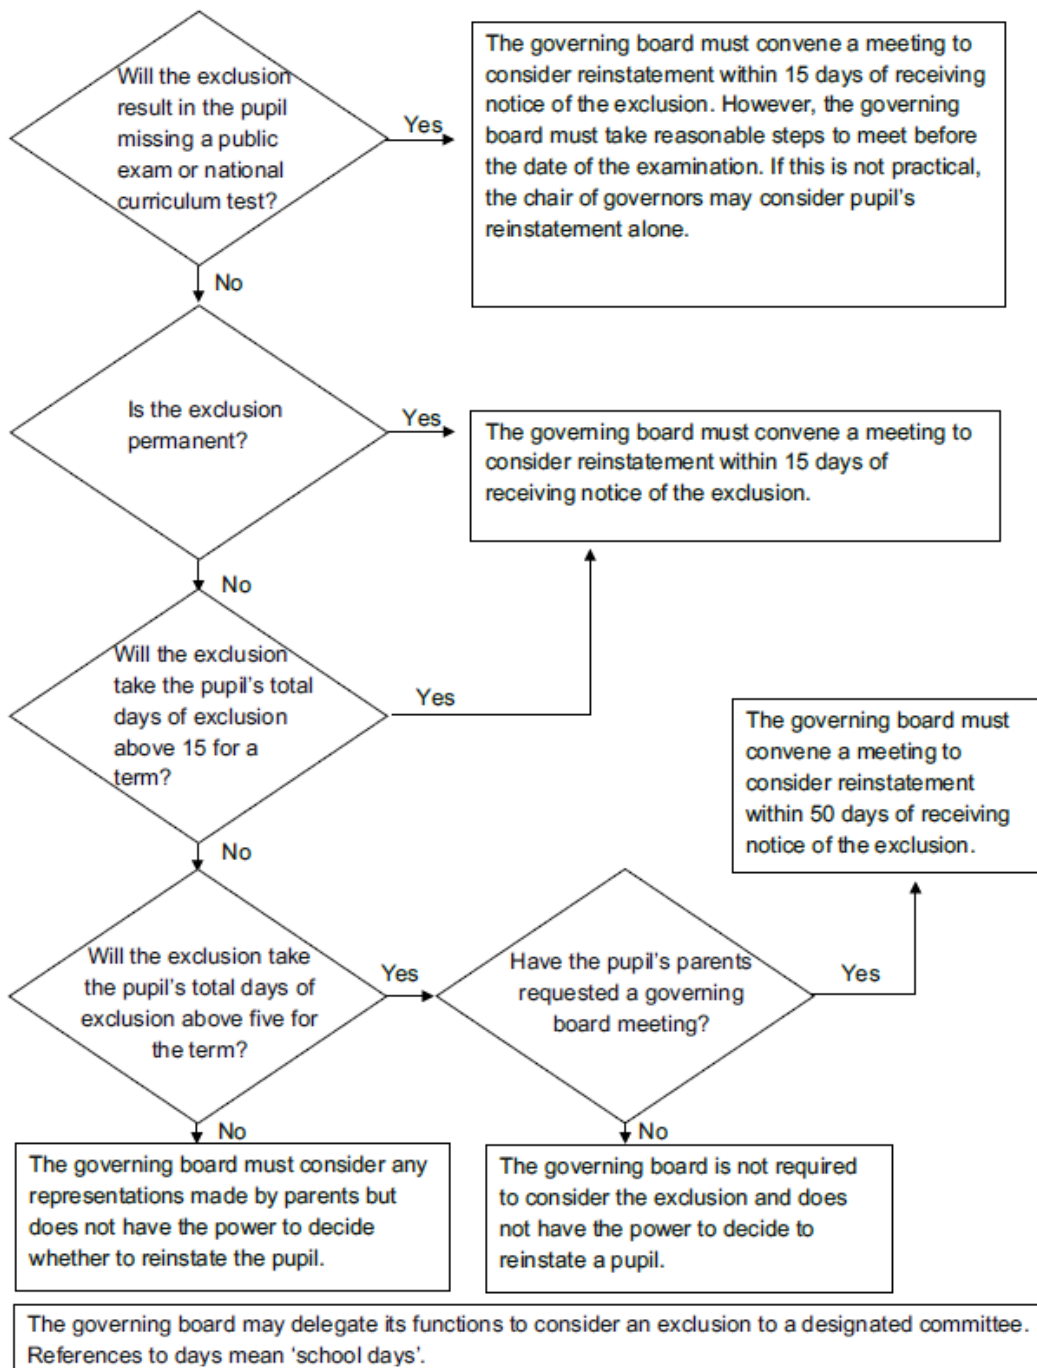 Will the exclusion
result in the pupil
missing a public
exam or national
curriculum test?
Yes
The governing board must convene a meeting to
consider reinstatement within 15 days of receiving
notice of the exclusion. However, the governing
board must take reasonable steps to meet before
the date of the examination. If this is not practical,
the chair of governors may consider pupil's
reinstatement alone.
No
Is the exclusion
permanent?
Yes
The governing board must convene a meeting to
consider reinstatement within 15 days of
receiving notice of the exclusion.
No
Will the exclusion
take the pupil's total
days of exclusion
above 15 for a
term?
Yes
The governing board must
convene a meeting to
consider reinstatement
within 50 days of receiving
notice of the exclusion.
No
Will the exclusion take
the pupil's total days of
exclusion above five for
the term?
Yes
Have the pupil's parents
requested a governing
board meeting?
Yes
No
The governing board must consider any
representations made by parents but
does not have the power to decide
whether to reinstate the pupil.
No
The governing board is not required
to consider the exclusion and does
not have the power to decide to
reinstate a pupil.
The governing board may delegate its functions to consider an exclusion to a designated committee.
References to days mean 'school days'.